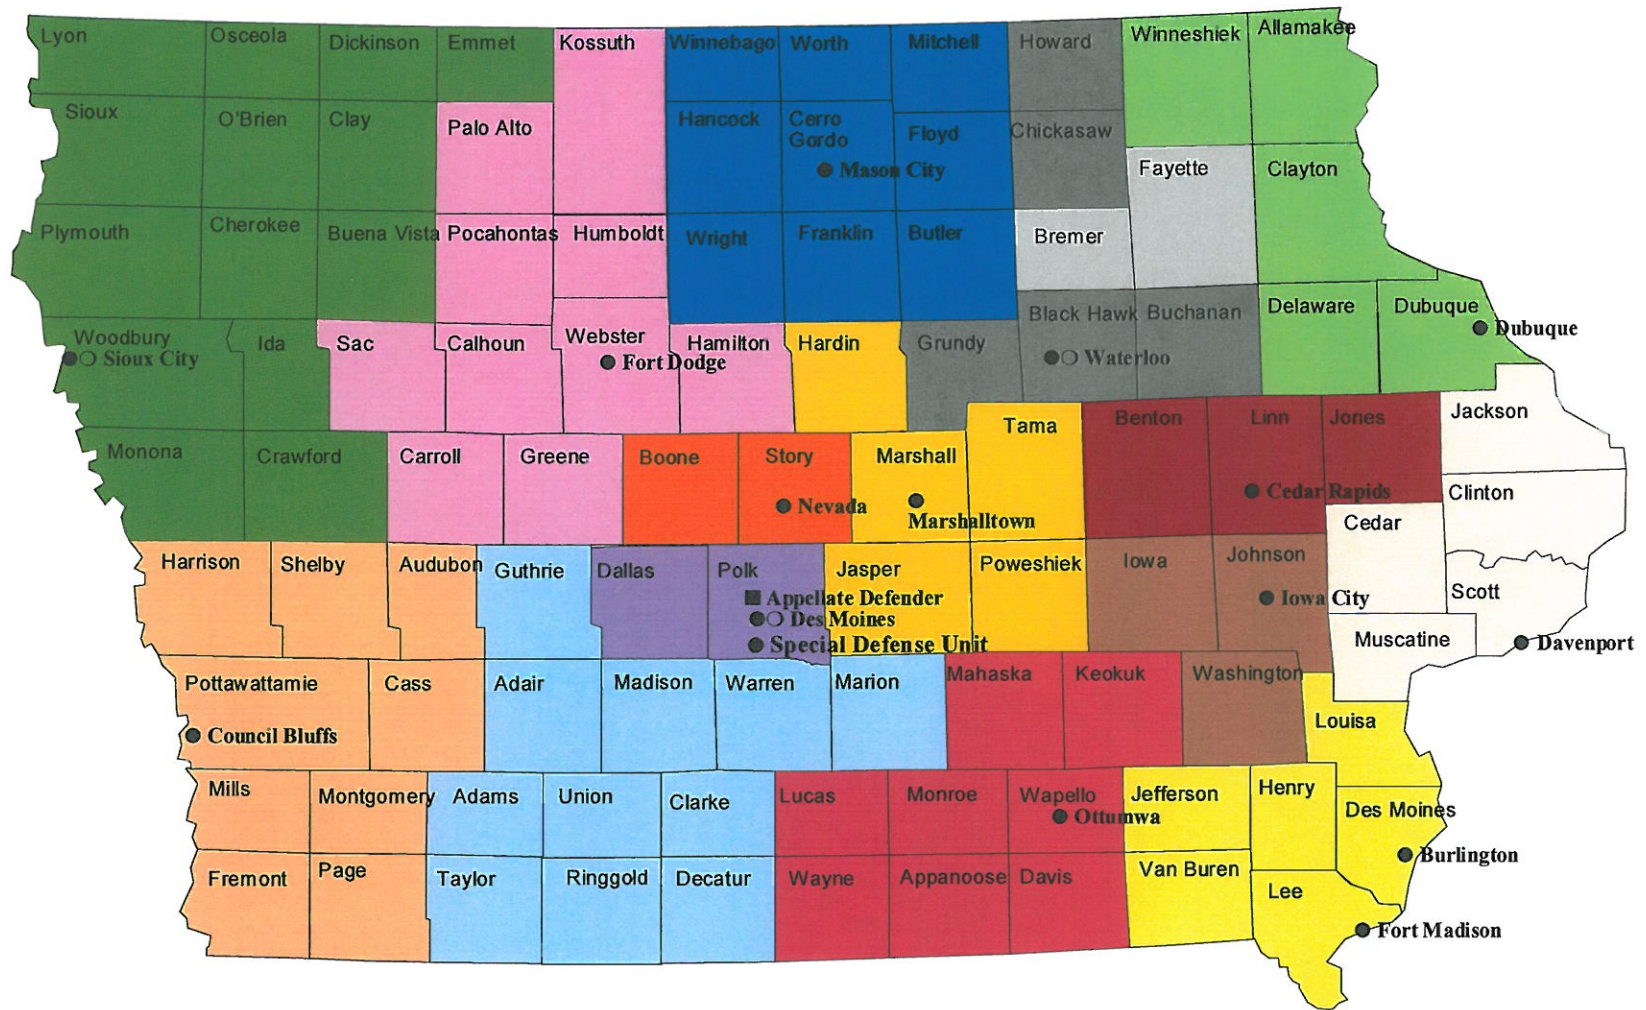 Lyon
Osceola
Dickinson
Emmet
Kossuth
Winnebago
Worth
Mitchell
Howard
Winneshiek
Allamakee
Sioux
O'Brien
Clay
Palo Alto
Hancock
Cerro
Gordo
Floyd
Chickasaw
Mason City
Fayette
Clayton
Plymouth
Cherokee
Buena Vista
Pocahontas
Humboldt
Wright
Franklin
Butler
Bremer
Woodbury
Sioux City
Ida
Sac
Calhoun
Webster
Fort Dodge
Hamilton
Hardin
Grundy
Black Hawk
Waterloo
Buchanan
Delaware
Dubuque
Dubuque
Monona
Crawford
Carroll
Greene
Boone
Story
Nevada
Marshall
Marshalltown
Tama
Benton
Linn
Cedar Rapids
Jones
Jackson
Clinton
Cedar
Harrison
Shelby
Audubon
Guthrie
Dallas
Polk
Appellate Defender
Des Moines
Special Defense Unit
Jasper
Poweshiek
Iowa
Johnson
Iowa City
Scott
Muscatine
Davenport
Pottawattamie
Council Bluffs
Cass
Adair
Madison
Warren
Marion
Mahaska
Keokuk
Washington
Louisa
Mills
Montgomery
Adams
Union
Clarke
Lucas
Monroe
Wapello
Ottumwa
Jefferson
Henry
Des Moines
Burlington
Fremont
Page
Taylor
Ringgold
Decatur
Wayne
Appanoose
Davis
Van Buren
Lee
Fort Madison